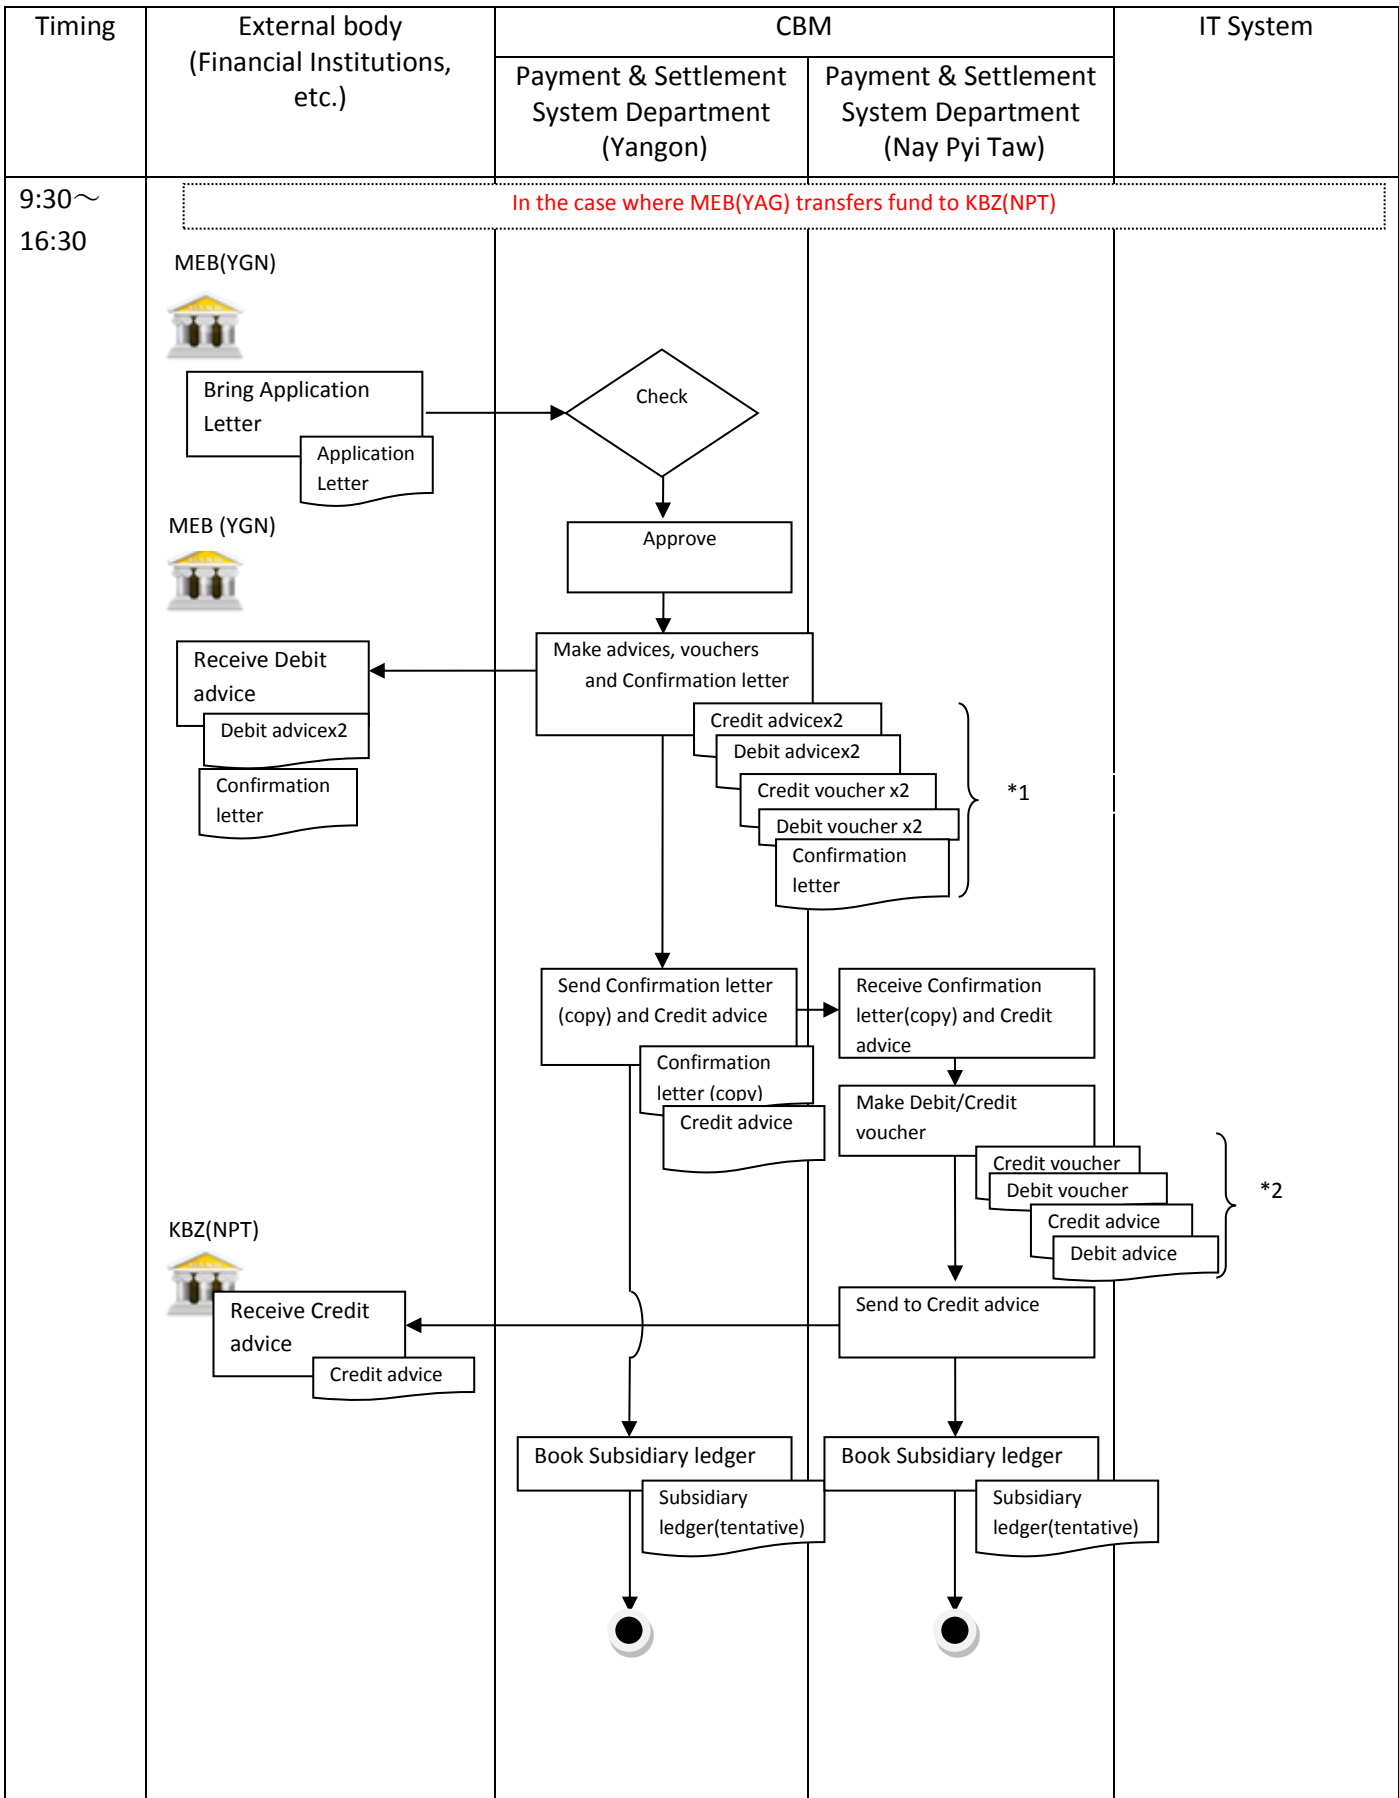 Timing
External body
(Financial Institutions,
etc.)
CBM
IT System
Payment & Settlement
System Department
(Yangon)
Payment & Settlement
System Department
(Nay Pyi Taw)
9:30～
16:30
In the case where MEB(YAG) transfers fund to KBZ(NPT)
MEB(YGN)
Bring Application
Letter
Application
Letter
Check
MEB (YGN)
Approve
Receive Debit
advice
Debit advicex2
Confirmation
letter
Make advices, vouchers
and Confirmation letter
Credit advicex2
Debit advicex2
Credit voucher x2
Debit voucher x2
Confirmation
letter
*1
Send Confirmation letter
(copy) and Credit advice
Confirmation
letter (copy)
Credit advice
Receive Confirmation
letter(copy) and Credit
advice
Make Debit/Credit
voucher
Credit voucher
Debit voucher
Credit advice
Debit advice
*2
KBZ(NPT)
Receive Credit
advice
Credit advice
Send to Credit advice
Book Subsidiary ledger
Subsidiary
ledger(tentative)
Book Subsidiary ledger
Subsidiary
ledger(tentative)